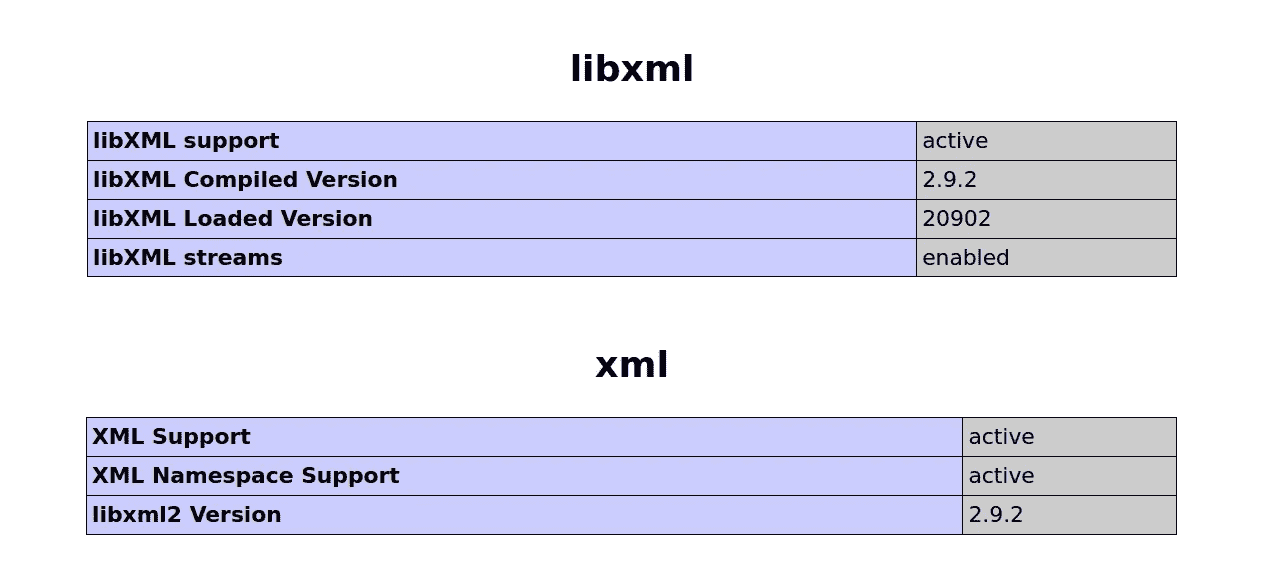 libxml
libXML support active
libXML Compiled Version 2.9.2
libXML Loaded Version 20902
libXML streams enabled
xml
XML Support active
XML Namespace Support active
libxml2 Version 2.9.2